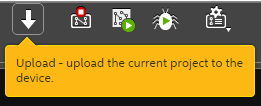 Upload - upload the current project to the
device.